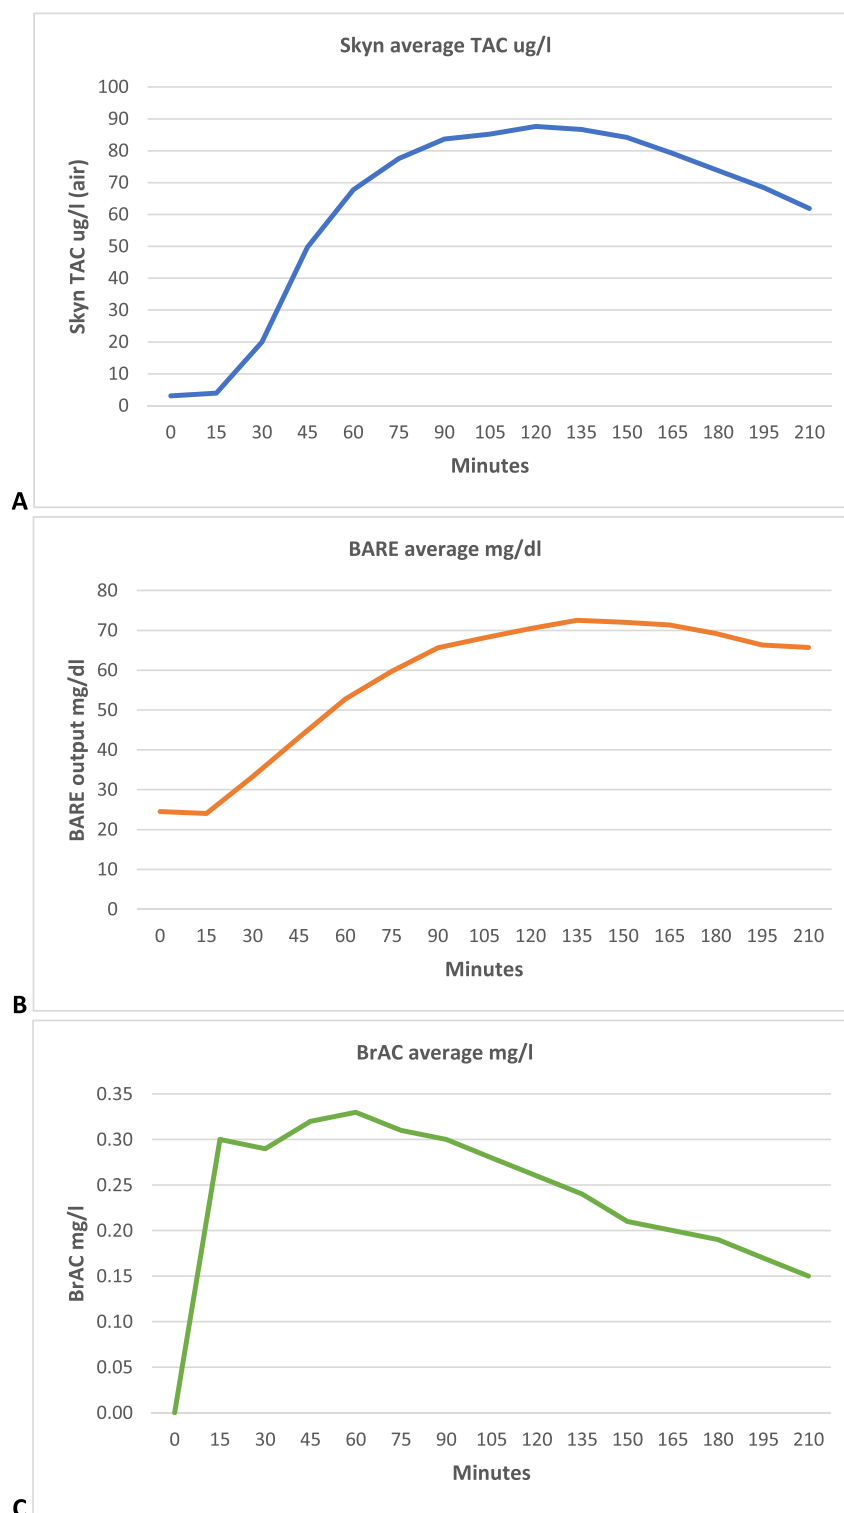 Skyn average TAC ug/l
Skyn TAC ug/l (air)
100
90
80
70
60
50
40
30
20
10
0
0 15 30 45 60 75 90 105 120 135 150 165 180 195 210
Minutes
A
BARE average mg/dl
BARE output mg/dl
80
70
60
50
40
30
20
10
0
0 15 30 45 60 75 90 105 120 135 150 165 180 195 210
Minutes
B
BrAC average mg/l
BrAC mg/l
0.35
0.30
0.25
0.20
0.15
0.10
0.05
0.00
0 15 30 45 60 75 90 105 120 135 150 165 180 195 210
Minutes
C